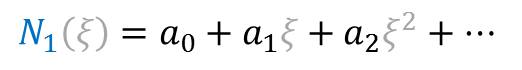 N₁(ξ) = a₀ + a₁ξ + a₂ξ² + ⋯